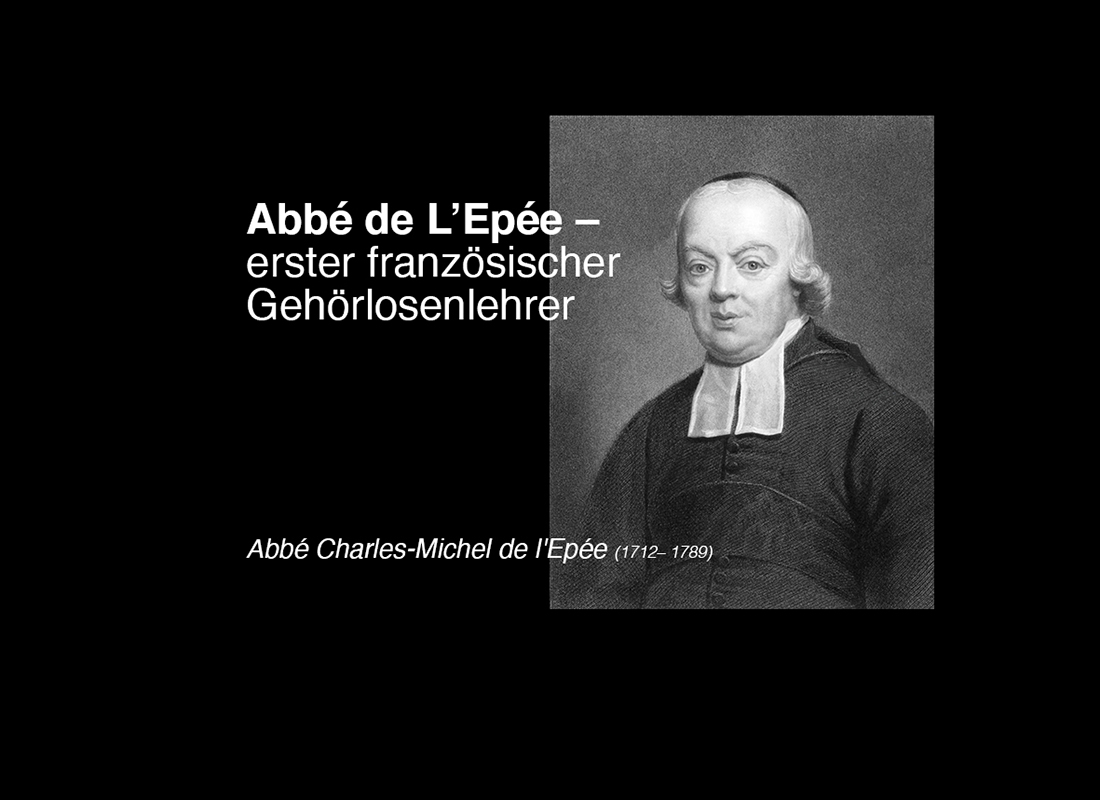 Abbé de L’Epée –
erster französischer
Gehörlosenlehrer
Abbé Charles-Michel de l'Epée (1712– 1789)